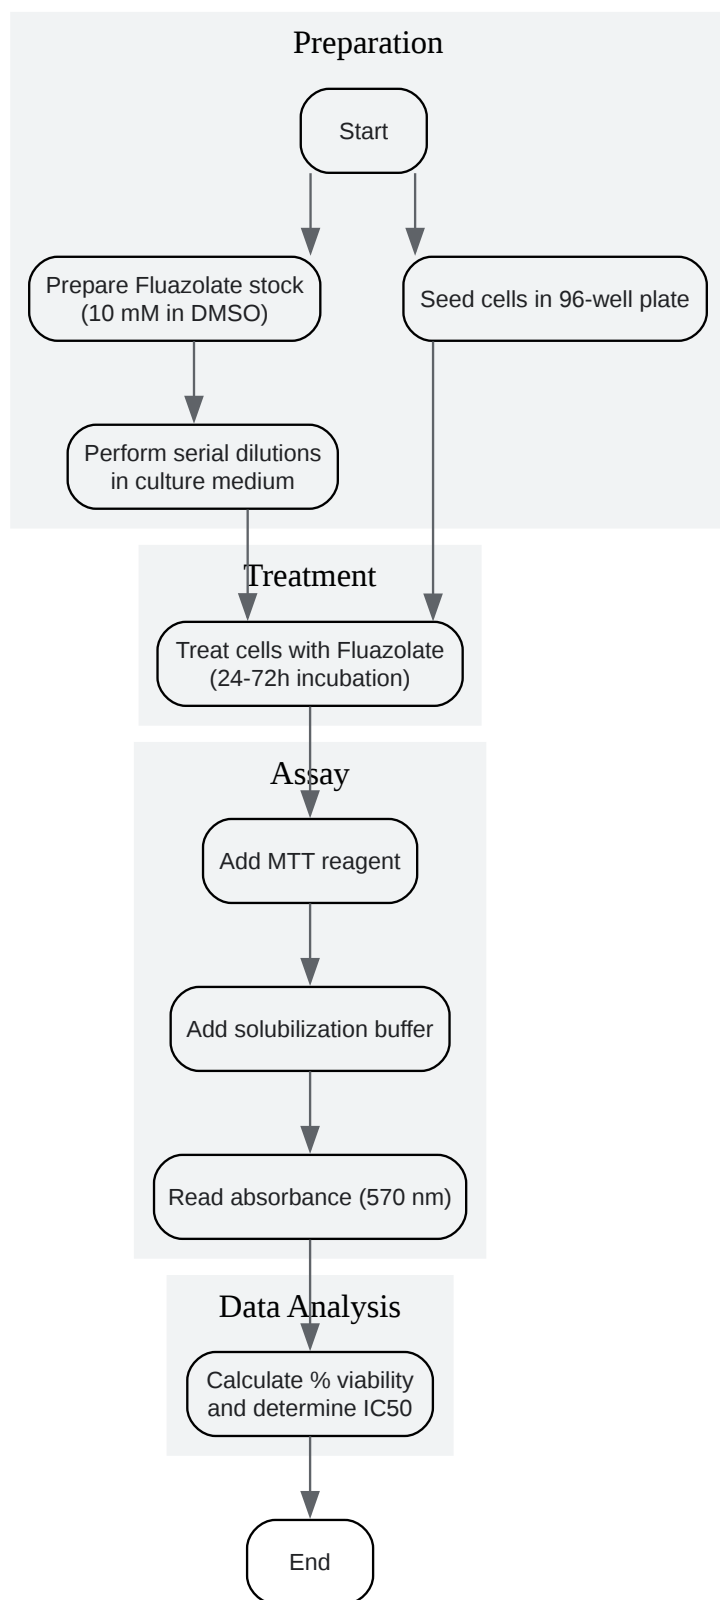 Preparation
Start
Prepare Fluazolate stock
(10 mM in DMSO)
Seed cells in 96-well plate
Perform serial dilutions
in culture medium
Treatment
Treat cells with Fluazolate
(24-72h incubation)
Assay
Add MTT reagent
Add solubilization buffer
Read absorbance (570 nm)
Data Analysis
Calculate % viability
and determine IC50
End